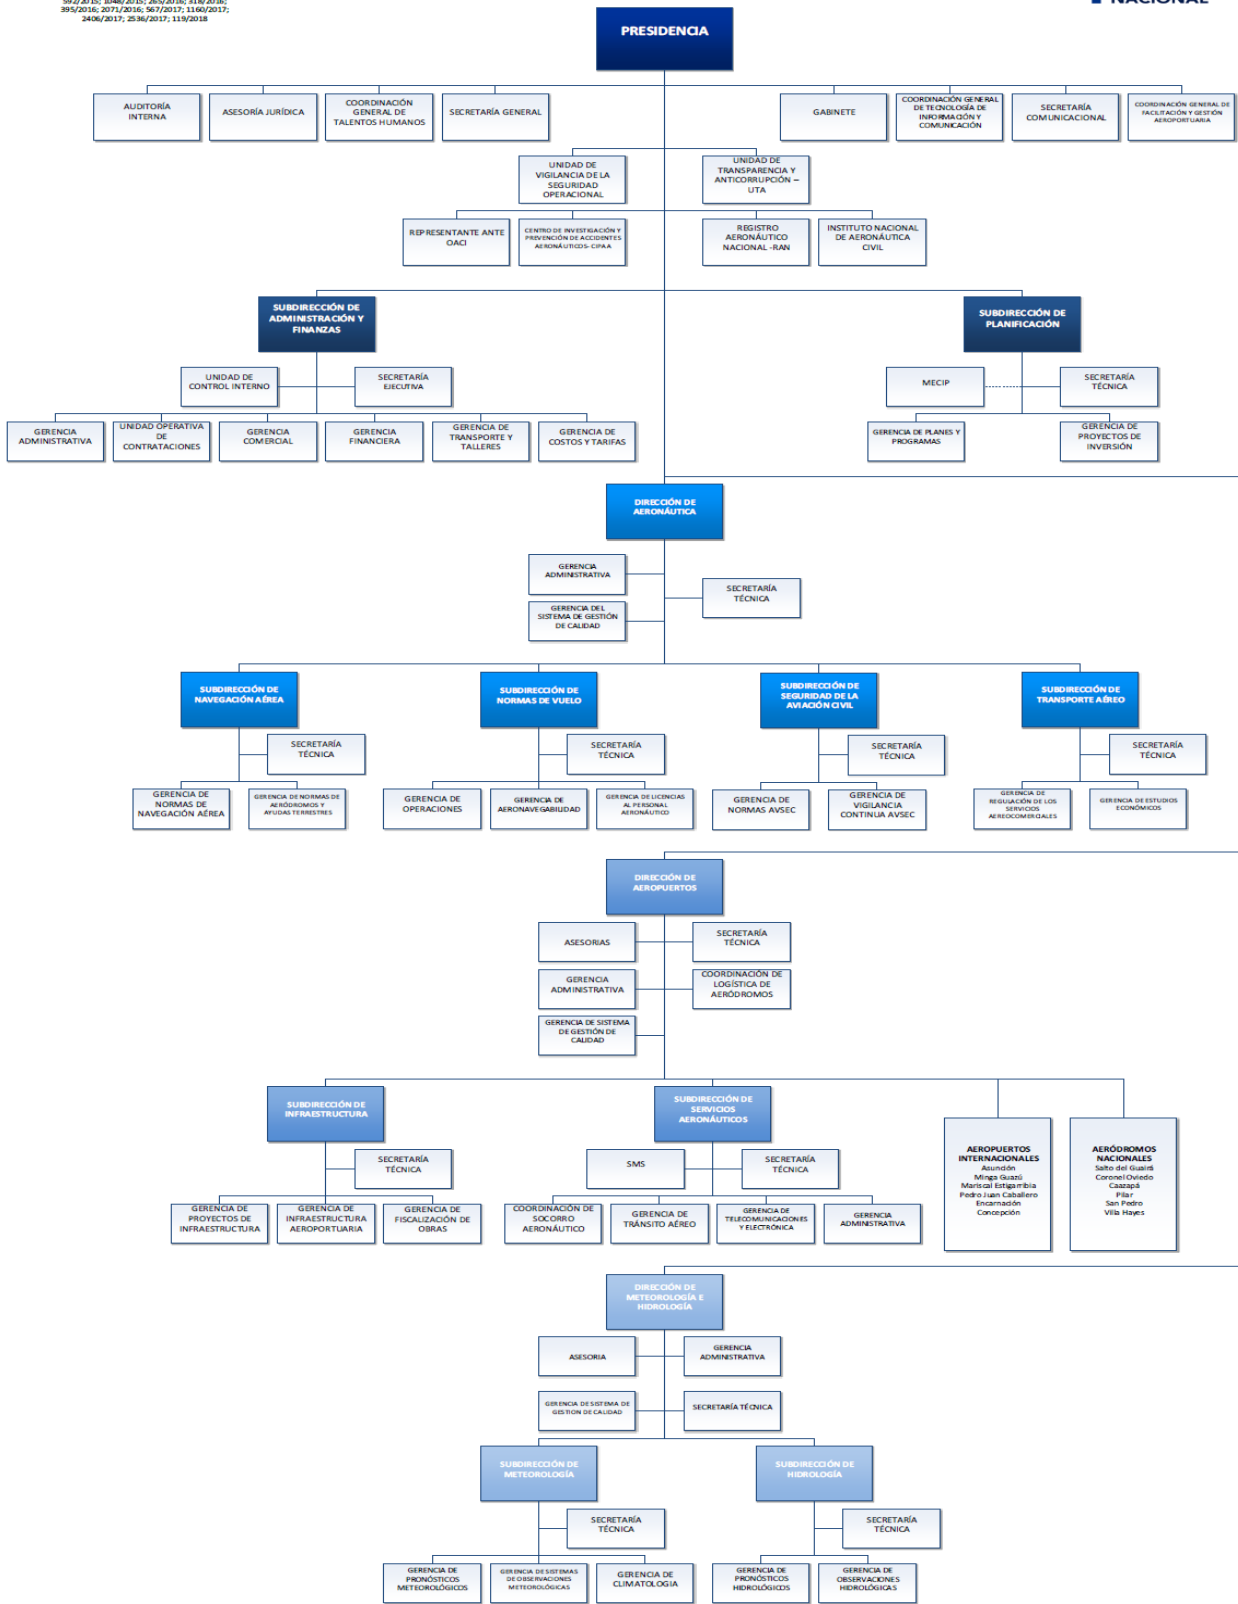 592/2015; 1048/2015; 265/2016; 318/2016;
395/2016; 2071/2016; 567/2017; 1160/2017;
2406/2017; 2536/2017; 119/2018
NACIONAL
PRESIDENCIA
AUDITORÍA
INTERNA
ASESORÍA JURÍDICA
COORDINACIÓN
GENERAL DE
TALENTOS HUMANOS
SECRETARÍA GENERAL
GABINETE
COORDINACIÓN GENERAL
DE TECNOLOGÍA DE
INFORMACIÓN Y
COMUNICACIÓN
SECRETARÍA
COMUNICACIONAL
COORDINACIÓN GENERAL DE
FACILITACIÓN Y GESTIÓN
AEROPORTUARIA
UNIDAD DE
VIGILANCIA DE LA
SEGURIDAD
OPERACIONAL
UNIDAD DE
TRANSPARENCIA Y
ANTICORRUPCIÓN –
UTA
REPRESENTANTE ANTE
OACI
CENTRO DE INVESTIGACIÓN Y
PREVENCIÓN DE ACCIDENTES
AERONÁUTICOS- CIPAA
REGISTRO
AERONÁUTICO
NACIONAL -RAN
INSTITUTO NACIONAL
DE AERONÁUTICA
CIVIL
SUBDIRECCIÓN DE
ADMINISTRACIÓN Y
FINANZAS
SUBDIRECCIÓN DE
PLANIFICACIÓN
UNIDAD DE
CONTROL INTERNO
SECRETARÍA
EJECUTIVA
MECIP
SECRETARÍA
TÉCNICA
GERENCIA
ADMINISTRATIVA
UNIDAD OPERATIVA
DE
CONTRATACIONES
GERENCIA
COMERCIAL
GERENCIA
FINANCIERA
GERENCIA DE
TRANSPORTE Y
TALLERES
GERENCIA DE
COSTOS Y TARIFAS
GERENCIA DE PLANES Y
PROGRAMAS
GERENCIA DE
PROYECTOS DE
INVERSIÓN
DIRECCIÓN DE
AERONÁUTICA
GERENCIA
ADMINISTRATIVA
SECRETARÍA
TÉCNICA
GERENCIA DEL
SISTEMA DE GESTIÓN
DE CALIDAD
SUBDIRECCIÓN DE
NAVEGACIÓN AÉREA
SUBDIRECCIÓN DE
NORMAS DE VUELO
SUBDIRECCIÓN DE
SEGURIDAD DE LA
AVIACIÓN CIVIL
SUBDIRECCIÓN DE
TRANSPORTE AÉREO
SECRETARÍA
TÉCNICA
SECRETARÍA
TÉCNICA
SECRETARÍA
TÉCNICA
SECRETARÍA
TÉCNICA
GERENCIA DE
NORMAS DE
NAVEGACIÓN AÉREA
GERENCIA DE NORMAS DE
AERÓDROMOS Y
AYUDAS TERRESTRES
GERENCIA DE
OPERACIONES
GERENCIA DE
AERONAVEGABILIDAD
GERENCIA DE LICENCIAS
AL PERSONAL
AERONÁUTICO
GERENCIA DE
NORMAS AVSEC
GERENCIA DE
VIGILANCIA
CONTINUA AVSEC
GERENCIA DE
REGULACIÓN DE LOS
SERVICIOS
AEREOCOMERCIALES
GERENCIA DE ESTUDIOS
ECONÓMICOS
DIRECCIÓN DE
AEROPUERTOS
ASESORIAS
SECRETARÍA
TÉCNICA
GERENCIA
ADMINISTRATIVA
COORDINACIÓN DE
LOGÍSTICA DE
AERÓDROMOS
GERENCIA DE SISTEMA
DE GESTIÓN DE
CALIDAD
SUBDIRECCIÓN DE
INFRAESTRUCTURA
SUBDIRECCIÓN DE
SERVICIOS
AERONÁUTICOS
SECRETARÍA
TÉCNICA
SMS
SECRETARÍA
TÉCNICA
GERENCIA DE
PROYECTOS DE
INFRAESTRUCTURA
GERENCIA DE
INFRAESTRUCTURA
AEROPORTUARIA
GERENCIA DE
FISCALIZACIÓN DE
OBRAS
COORDINACIÓN DE
SOCORRO
AERONÁUTICO
GERENCIA DE
TRÁNSITO AÉREO
GERENCIA DE
TELECOMUNICACIONES
Y ELECTRÓNICA
GERENCIA
ADMINISTRATIVA
AEROPUERTOS
INTERNACIONALES
Asunción
Minga Guazú
Mariscal Estigarribia
Pedro Juan Caballero
Encarnación
Concepción
AERÓDROMOS
NACIONALES
Salto del Guairá
Coronel Oviedo
Caazapá
Pilar
San Pedro
Villa Hayes
DIRECCIÓN DE
METEOROLOGÍA E
HIDROLOGÍA
ASESORIA
GERENCIA
ADMINISTRATIVA
GERENCIA DE SISTEMA DE
GESTION DE CALIDAD
SECRETARÍA TÉCNICA
SUBDIRECCIÓN DE
METEOROLOGÍA
SUBDIRECCIÓN DE
HIDROLOGÍA
SECRETARÍA
TÉCNICA
SECRETARÍA
TÉCNICA
GERENCIA DE
PRONÓSTICOS
METEOROLÓGICOS
GERENCIA DE SISTEMAS
DE OBSERVACIONES
METEOROLÓGICAS
GERENCIA DE
CLIMATOLOGIA
GERENCIA DE
PRONÓSTICOS
HIDROLÓGICOS
GERENCIA DE
OBSERVACIONES
HIDROLÓGICAS